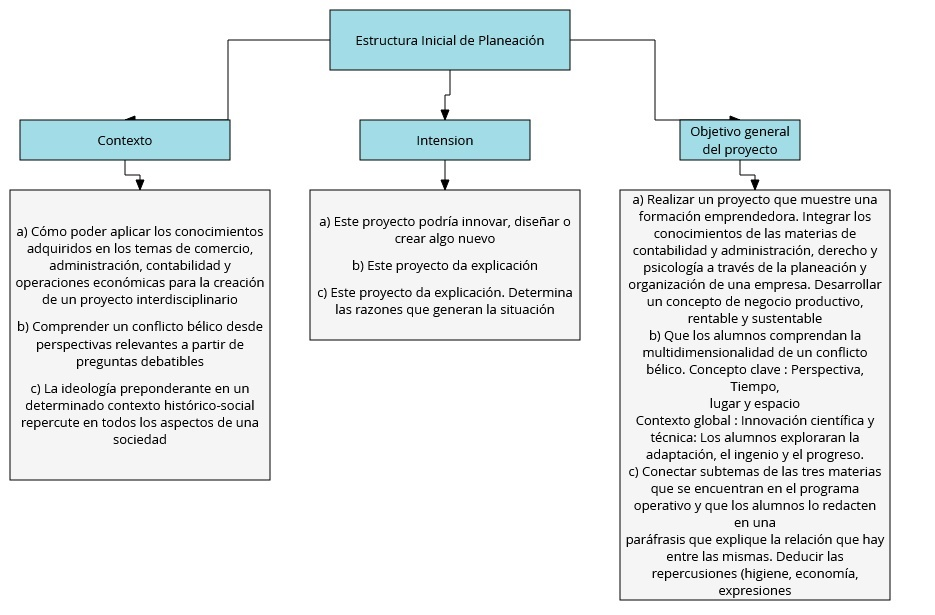 Estructura Inicial de Planeación
Contexto
Intension
Objetivo general
del proyecto
a) Cómo poder aplicar los conocimientos
adquiridos en los temas de comercio,
administración, contabilidad y
operaciones económicas para la creación
de un proyecto interdisciplinario
b) Comprender un conflicto bélico desde
perspectivas relevantes a partir de
preguntas debatibles
c) La ideología preponderante en un
determinado contexto histórico-social
repercute en todos los aspectos de una
sociedad
a) Este proyecto podría innovar, diseñar o
crear algo nuevo
b) Este proyecto da explicación
c) Este proyecto da explicación. Determina
las razones que generan la situación
a) Realizar un proyecto que muestre una
formación emprendedora. Integrar los
conocimientos de las materias de
contabilidad y administración, derecho y
psicología a través de la planeación y
organización de una empresa. Desarrollar
un concepto de negocio productivo,
rentable y sustentable
b) Que los alumnos comprendan la
multidimensionalidad de un conflicto
bélico. Concepto clave : Perspectiva,
Tiempo,
lugar y espacio
Contexto global : Innovación científica y
técnica: Los alumnos exploraran la
adaptación, el ingenio y el progreso.
c) Conectar subtemas de las tres materias
que se encuentran en el programa
operativo y que los alumnos lo redacten
en una
paráfrasis que explique la relación que hay
entre las mismas. Deducir las
repercusiones (higiene, economía,
expresiones